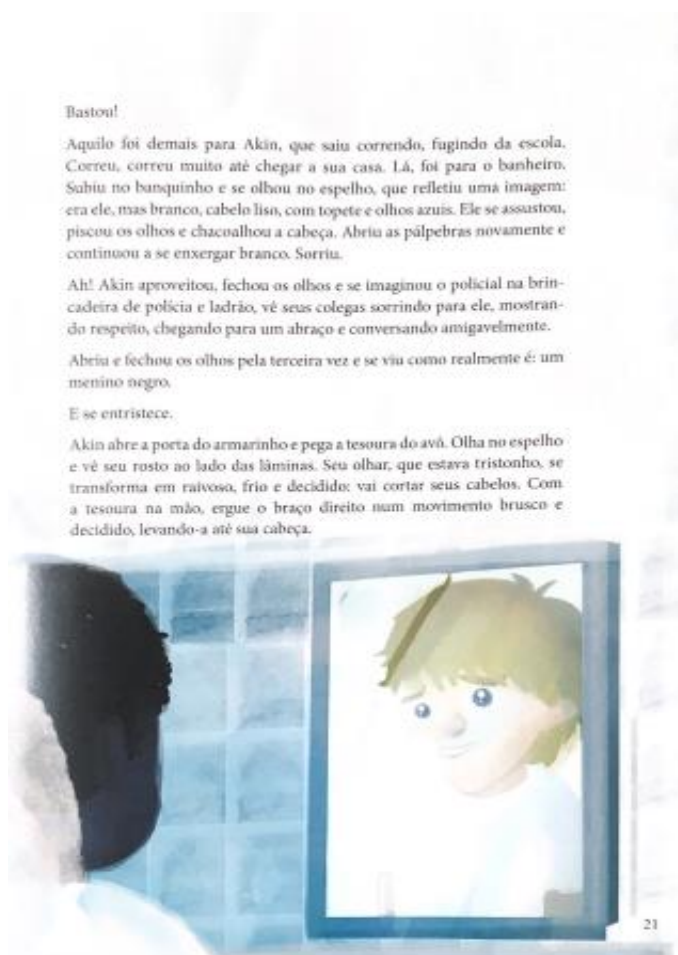 Bastou!
Aquilo foi demais para Akin, que saiu correndo, fugindo da escola.
Correu, correu muito até chegar a sua casa. Lá, foi para o banheiro.
Subiu no banquinho e se olhou no espelho, que refletiu uma imagem:
era ele, mas branco, cabelo liso, com topete e olhos azuis. Ele se assustou,
piscou os olhos e chacoalhou a cabeça. Abriu as pálpebras novamente e
continuou a se enxergar branco. Sorriu.
Ah! Akin aproveitou, fechou os olhos e se imaginou o policial na brin-
cadeira de polícia e ladrão, vê seus colegas sorrindo para ele, mostran-
do respeito, chegando para um abraço e conversando amigavelmente.
Abriu e fechou os olhos pela terceira vez e se viu como realmente é: um
menino negro.
E se entristece.
Akin abre a porta do armarinho e pega a tesoura do avô. Olha no espelho
e vê seu rosto ao lado das lâminas. Seu olhar, que estava tristonho, se
transforma em raivoso, frio e decidido: vai cortar seus cabelos. Com
a tesoura na mão, ergue o braço direito num movimento brusco e
decidido, levando-a até sua cabeça.
21